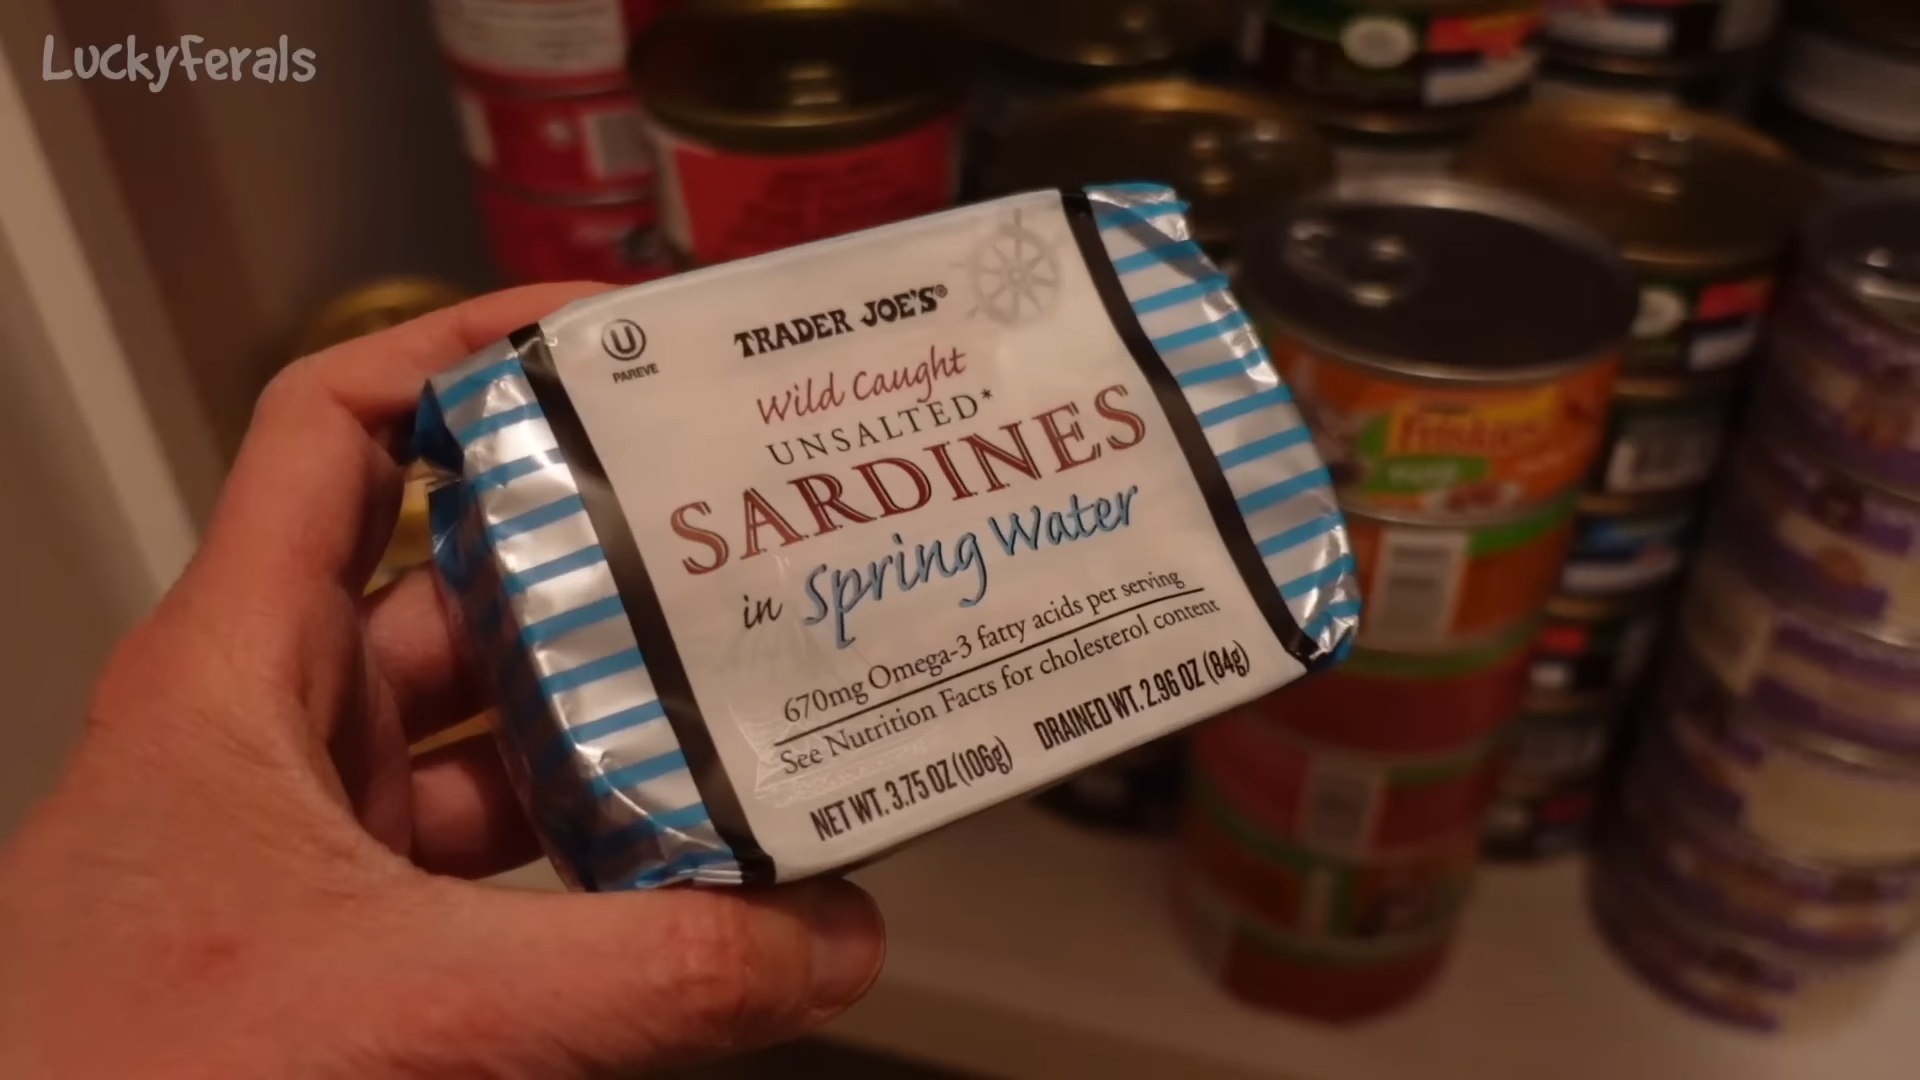 LuckyFerals
U
PAREVE
TRADER JOE'S®
Wild Caught
UNSALTED*
SARDINES
in Spring Water
670mg Omega-3 fatty acids per serving
See Nutrition Facts for cholesterol content
NET WT. 3.75 OZ (106g) DRAINED WT. 2.96 OZ (84g)
Friskies